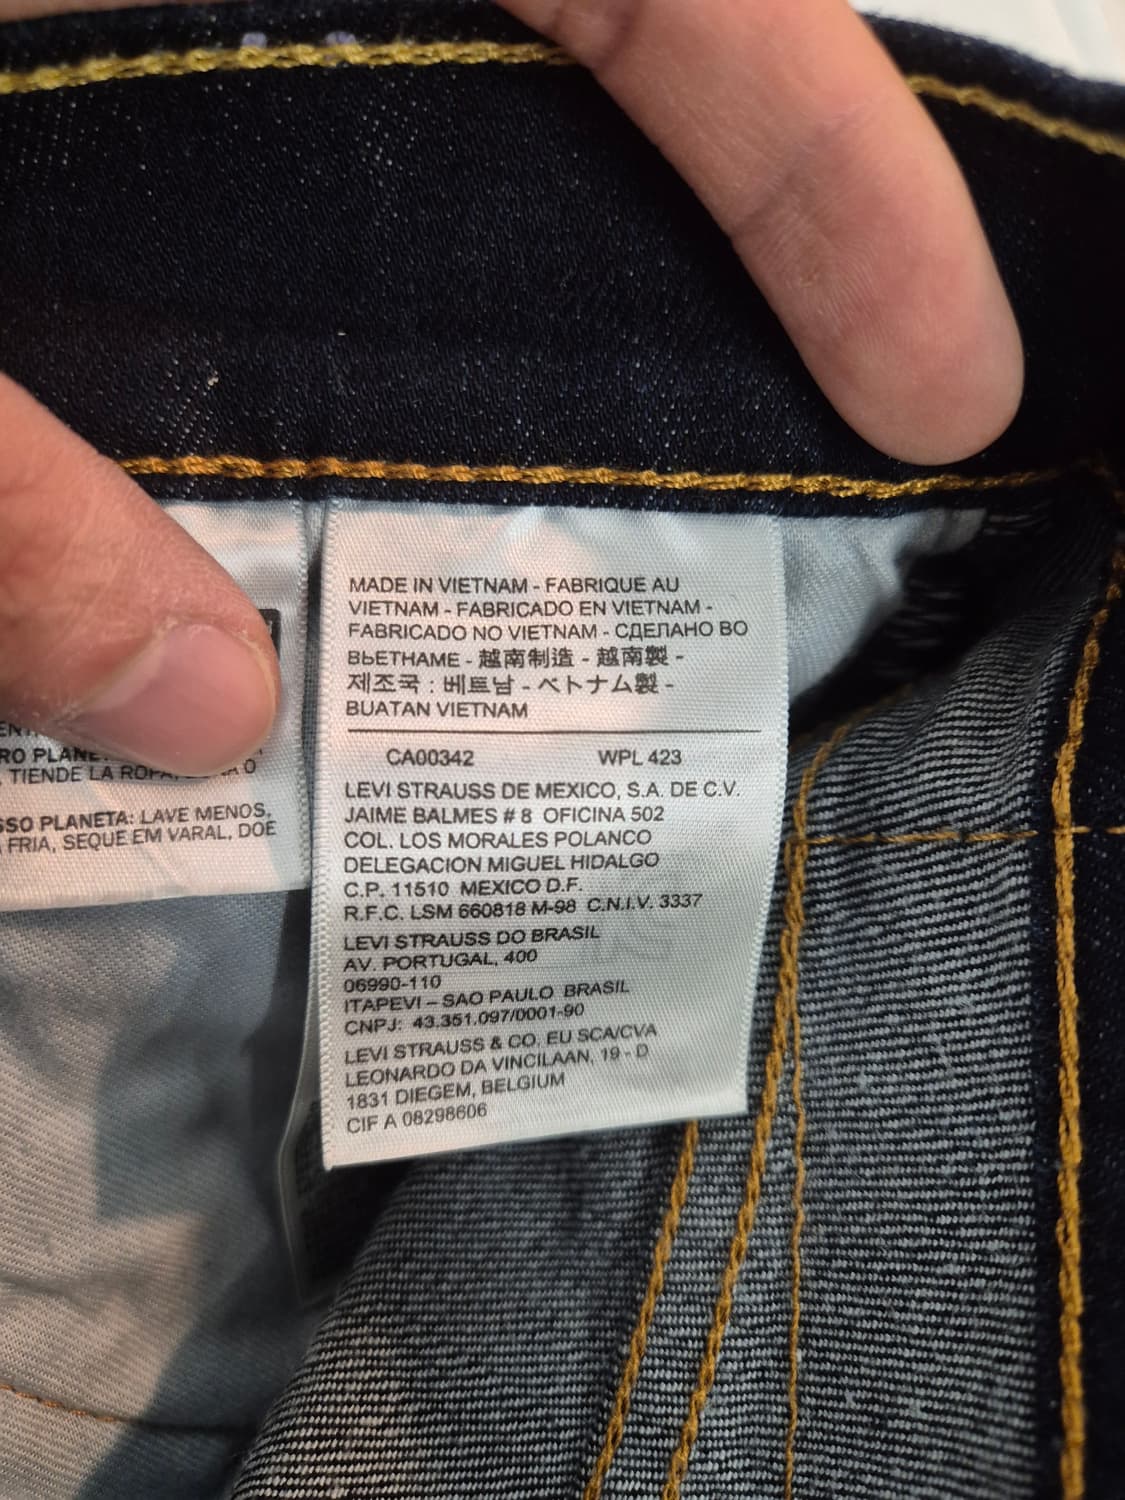 MADE IN VIETNAM - FABRIQUE AU
VIETNAM - FABRICADO EN VIETNAM -
FABRICADO NO VIETNAM - СДЕЛАНО ВО
ВЬЕТНАМЕ - 越南制造 - 越南製 -
제조국 : 베트남 - ベトナム製 -
BUATAN VIETNAM
CA00342 WPL 423
LEVI STRAUSS DE MEXICO, S.A. DE C.V.
JAIME BALMES # 8 OFICINA 502
COL. LOS MORALES POLANCO
DELEGACION MIGUEL HIDALGO
C.P. 11510 MEXICO D.F.
R.F.C. LSM 660818 M-98 C.N.I.V. 3337
LEVI STRAUSS DO BRASIL
AV. PORTUGAL, 400
06990-110
ITAPEVI – SAO PAULO BRASIL
CNPJ: 43.351.097/0001-90
LEVI STRAUSS & CO. EU SCA/CVA
LEONARDO DA VINCILAAN, 19 - D
1831 DIEGEM, BELGIUM
CIF A 08298606
TIENDE LA
PLANETA: LAVE MENOS,
FRIA, SEQUE EM VARAL, DOE